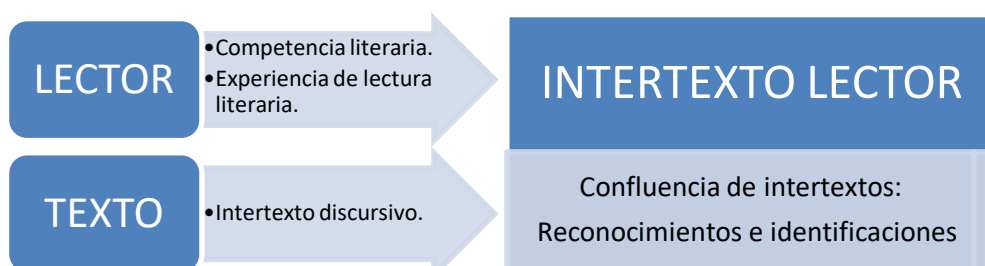 LECTOR
•Competencia literaria.
•Experiencia de lectura
literaria.
INTERTEXTO LECTOR
TEXTO
•Intertexto discursivo.
Confluencia de intertextos:
Reconocimientos e identificaciones